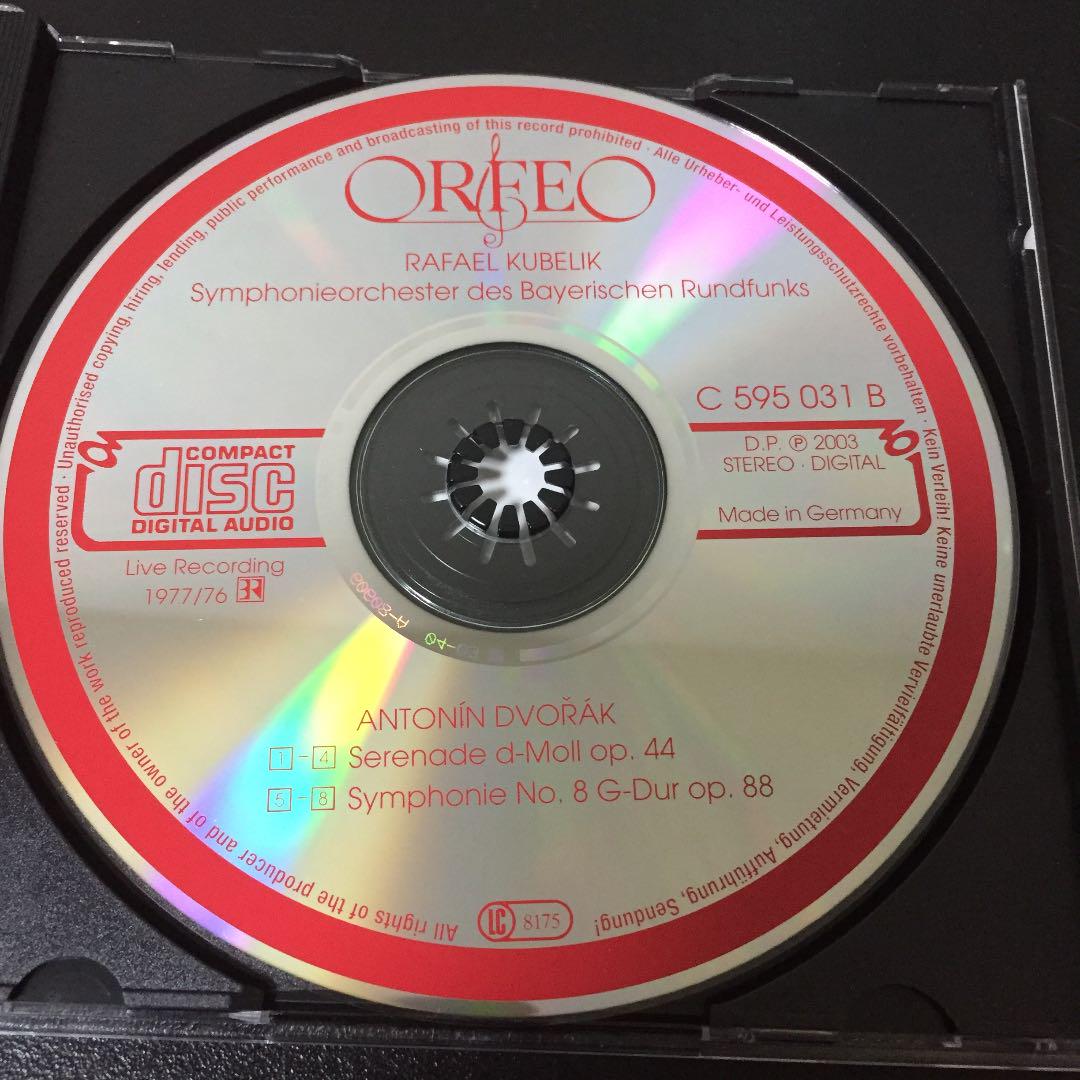 ORFEO
RAFAEL KUBELIK
Symphonieorchester des Bayerischen Rundfunks
C 595 031 B
COMPACT
disc
DIGITAL AUDIO
D.P. ℗ 2003
STEREO · DIGITAL
Made in Germany
Live Recording
1977/76 BR
ANTONÍN DVOŘÁK
1-4 Serenade d-Moll op. 44
5-8 Symphonie No. 8 G-Dur op. 88
LC 8175
All rights of the producer and of the owner of the work reproduced reserved · Unauthorised copying, hiring, lending, public performance and broadcasting of this record prohibited · Alle Urheber- und Leistungsschutzrechte vorbehalten · Kein Verleih! Keine unerlaubte Vervielfältigung, Vermietung, Aufführung, Sendung!